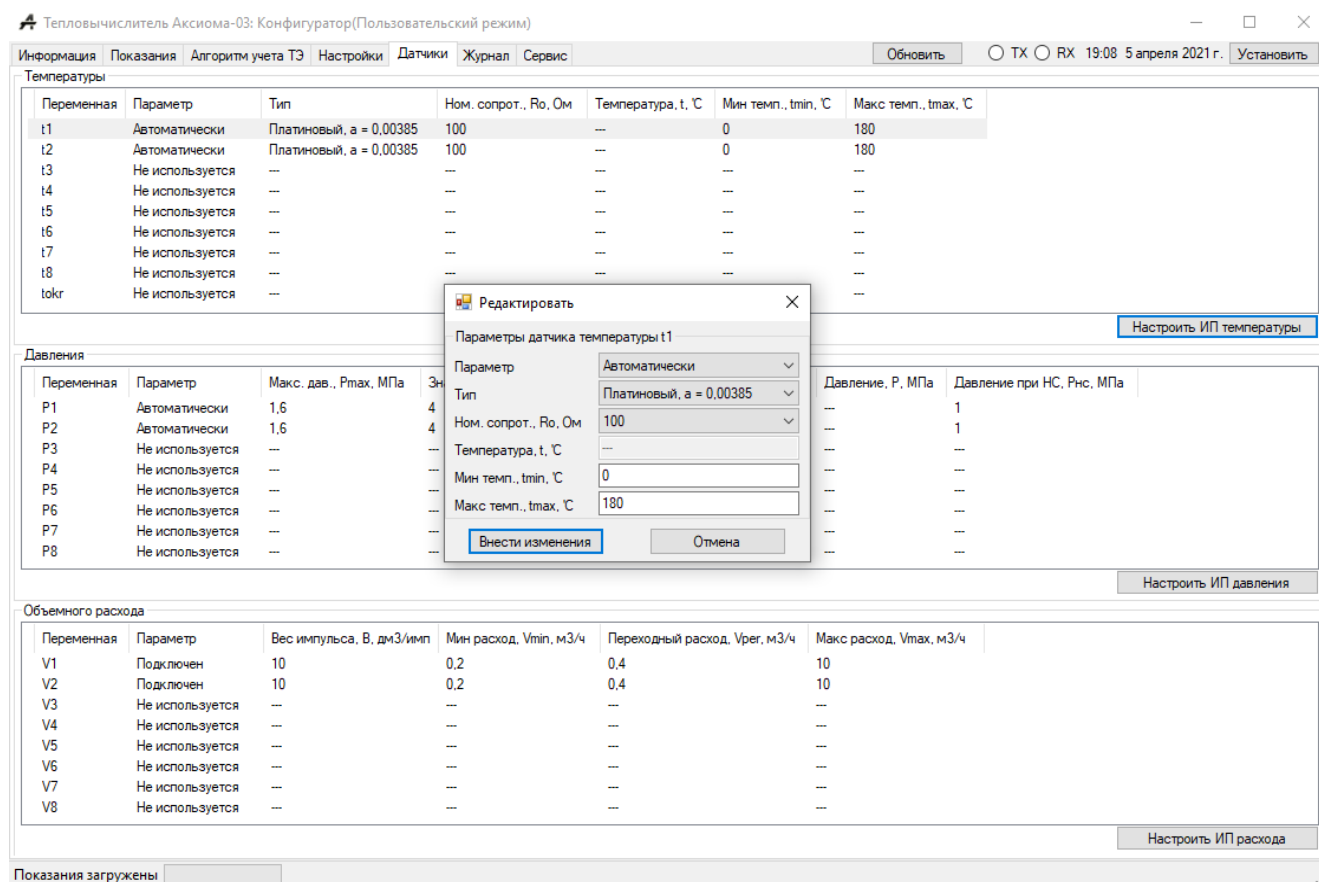 Тепловычислитель Аксиома-03: Конфигуратор(Пользовательский режим)
Информация Показания Алгоритм учета ТЭ Настройки Датчики Журнал Сервис Обновить TX RX 19:08 5 апреля 2021 г. Установить
Температуры
Переменная Параметр Тип Ном. сопрот., Ro, Ом Температура, t, °C Мин темп., tmin, °C Макс темп., tmax, °C
t1 Автоматически Платиновый, a = 0,00385 100 --- 0 180
t2 Автоматически Платиновый, a = 0,00385 100 --- 0 180
t3 Не используется --- --- --- --- ---
t4 Не используется --- --- --- --- ---
t5 Не используется --- --- --- --- ---
t6 Не используется --- --- --- --- ---
t7 Не используется --- --- --- --- ---
t8 Не используется --- --- --- --- ---
tokr Не используется --- ---
Настроить ИП температуры
Редактировать
Параметры датчика температуры t1
Параметр Автоматически
Тип Платиновый, a = 0,00385
Ном. сопрот., Ro, Ом 100
Температура, t, °C ---
Мин темп., tmin, °C 0
Макс темп., tmax, °C 180
Внести изменения Отмена
Давления
Переменная Параметр Макс. дав., Pmax, МПа Давление, P, МПа Давление при НС, Рнс, МПа
P1 Автоматически 1,6 4 --- 1
P2 Автоматически 1,6 4 --- 1
P3 Не используется --- --- --- ---
P4 Не используется --- --- --- ---
P5 Не используется --- --- --- ---
P6 Не используется --- --- --- ---
P7 Не используется --- --- --- ---
P8 Не используется --- --- --- ---
Настроить ИП давления
Объемного расхода
Переменная Параметр Вес импульса, В, дм3/имп Мин расход, Vmin, м3/ч Переходный расход, Vper, м3/ч Макс расход, Vmax, м3/ч
V1 Подключен 10 0,2 0,4 10
V2 Подключен 10 0,2 0,4 10
V3 Не используется --- --- --- ---
V4 Не используется --- --- --- ---
V5 Не используется --- --- --- ---
V6 Не используется --- --- --- ---
V7 Не используется --- --- --- ---
V8 Не используется --- --- --- ---
Настроить ИП расхода
Показания загружены